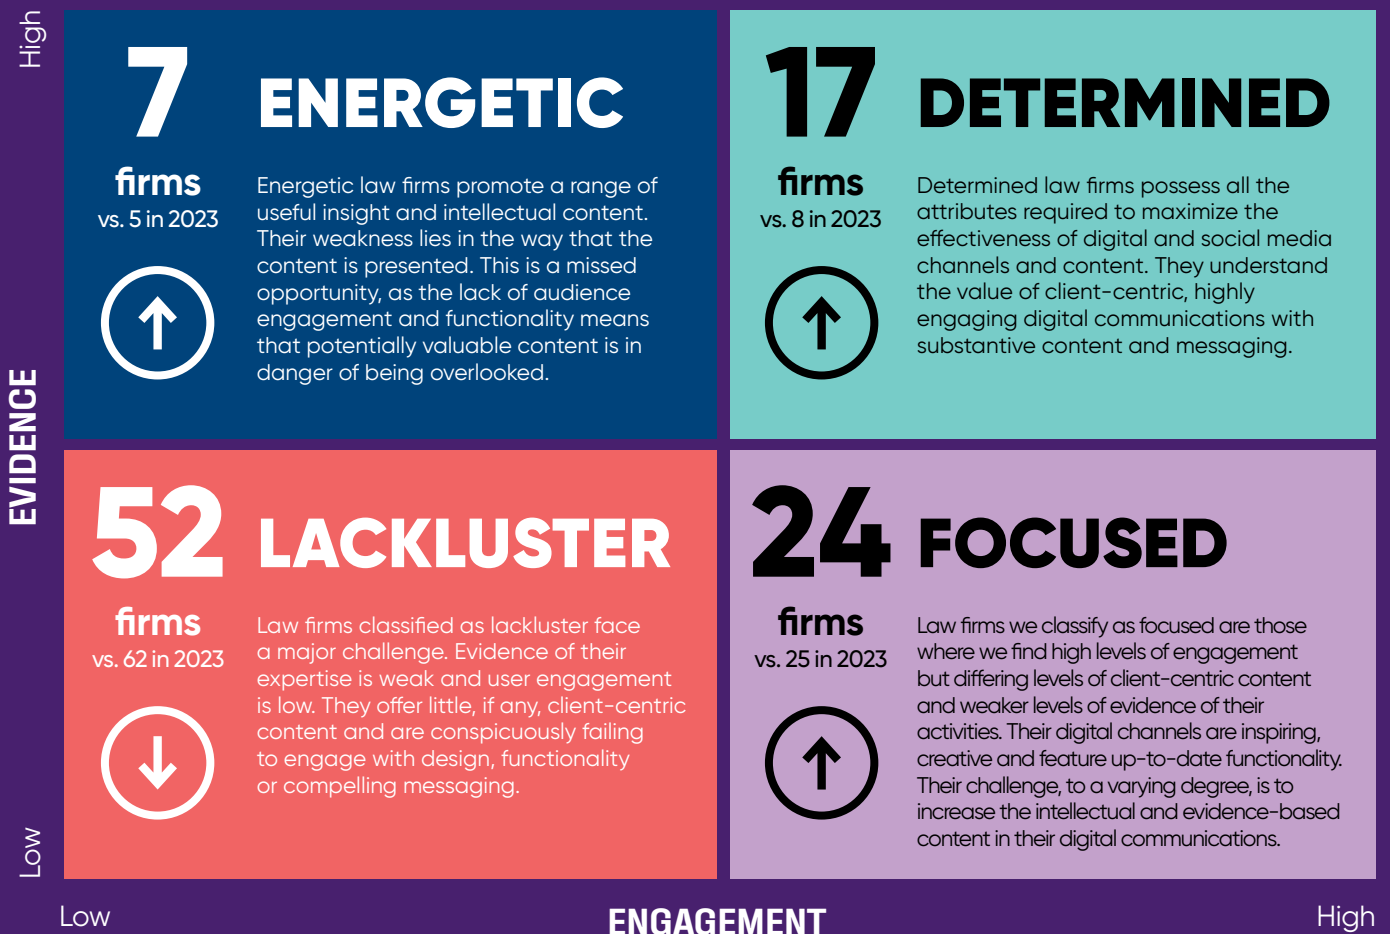 High
7
ENERGETIC
firms
vs. 5 in 2023
Energetic law firms promote a range of
useful insight and intellectual content.
Their weakness lies in the way that the
content is presented. This is a missed
opportunity, as the lack of audience
engagement and functionality means
that potentially valuable content is in
danger of being overlooked.
17
DETERMINED
firms
vs. 8 in 2023
Determined law firms possess all the
attributes required to maximize the
effectiveness of digital and social media
channels and content. They understand
the value of client-centric, highly
engaging digital communications with
substantive content and messaging.
EVIDENCE
52
LACKLUSTER
firms
vs. 62 in 2023
Law firms classified as lackluster face
a major challenge. Evidence of their
expertise is weak and user engagement
is low. They offer little, if any, client-centric
content and are conspicuously failing
to engage with design, functionality
or compelling messaging.
24
FOCUSED
firms
vs. 25 in 2023
Law firms we classify as focused are those
where we find high levels of engagement
but differing levels of client-centric content
and weaker levels of evidence of their
activities. Their digital channels are inspiring,
creative and feature up-to-date functionality.
Their challenge, to a varying degree, is to
increase the intellectual and evidence-based
content in their digital communications.
Low
Low
ENGAGEMENT
High